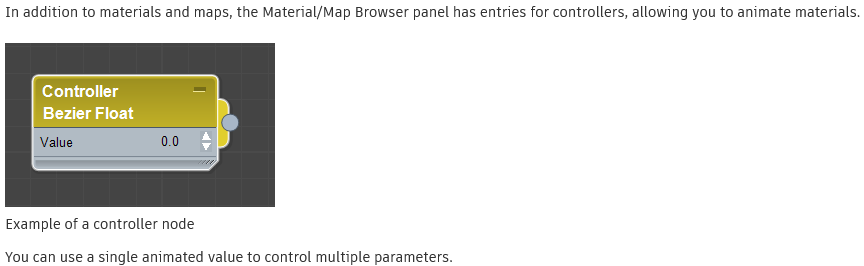 In addition to materials and maps, the Material/Map Browser panel has entries for controllers, allowing you to animate materials.
Controller
Bezier Float
Value 0.0
Example of a controller node
You can use a single animated value to control multiple parameters.